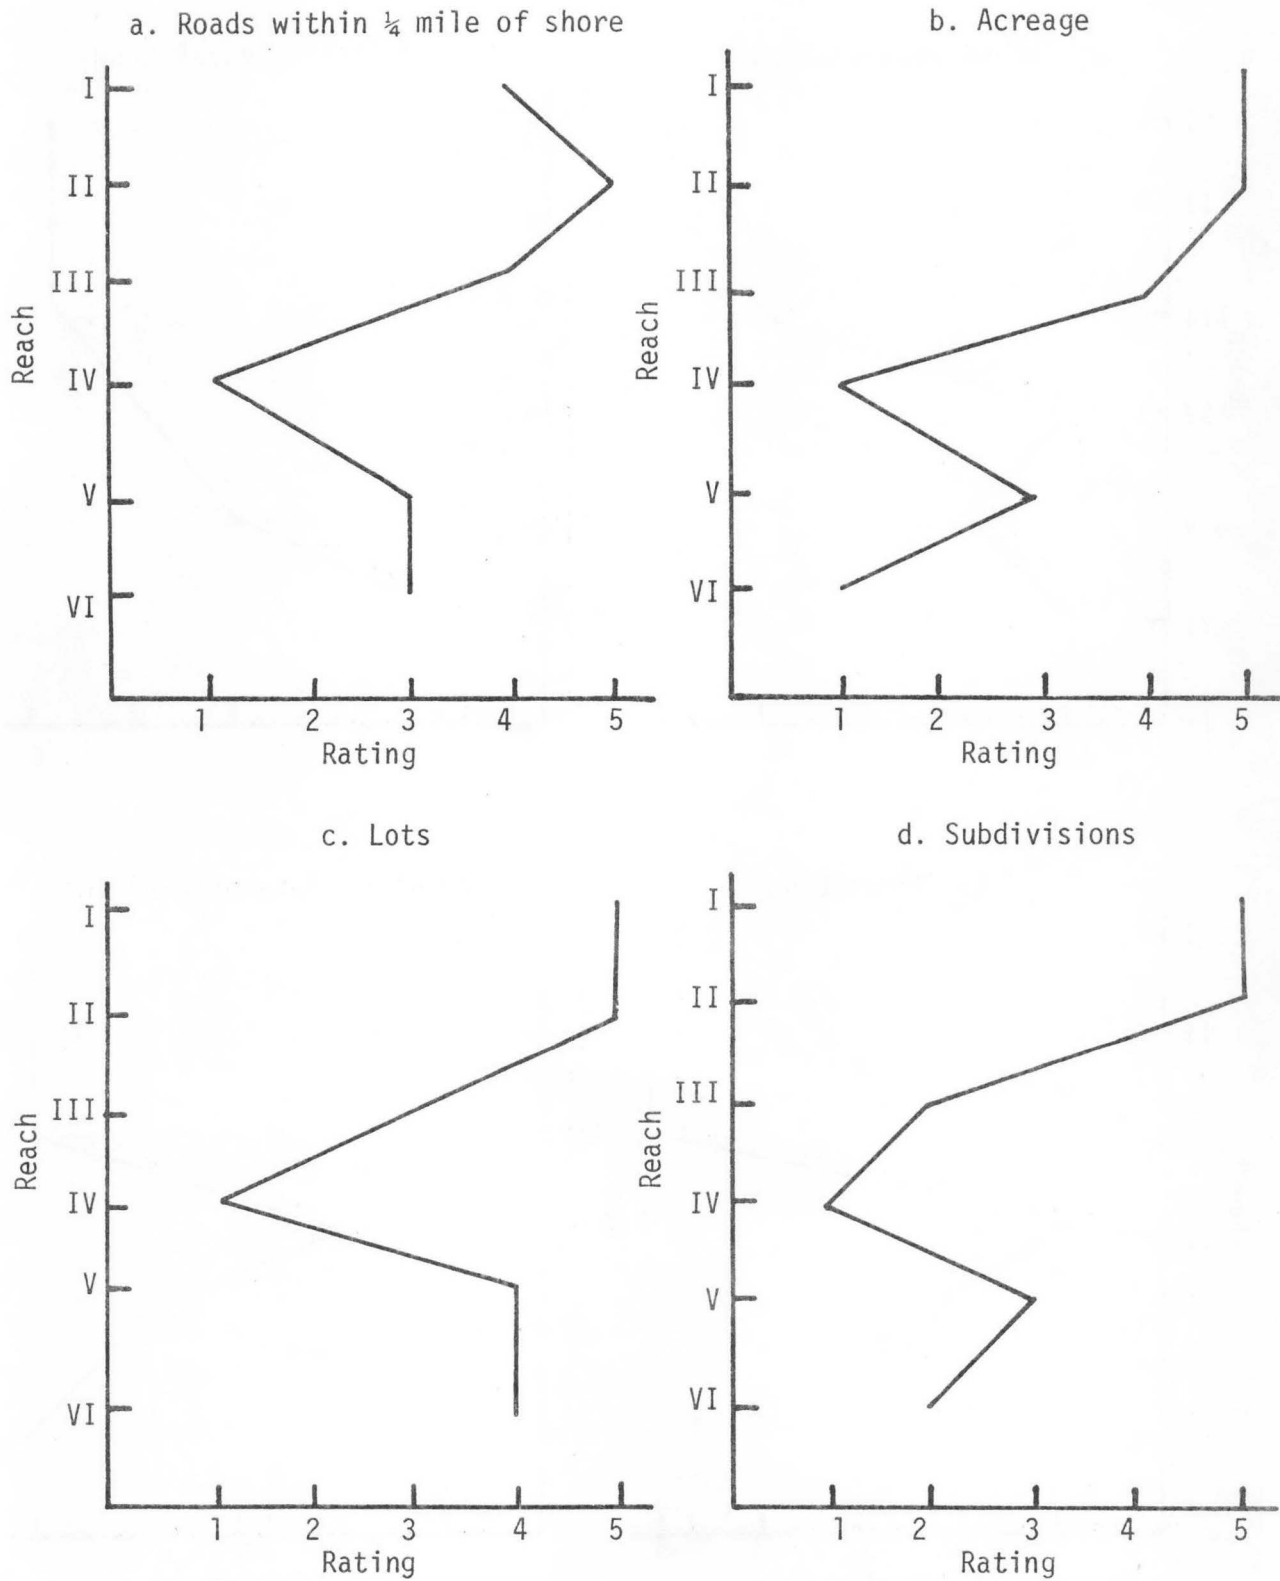 a. Roads within ¼ mile of shore
I
II
III
IV
V
VI
Reach
1 2 3 4 5
Rating
b. Acreage
I
II
III
IV
V
VI
Reach
1 2 3 4 5
Rating
c. Lots
I
II
III
IV
V
VI
Reach
1 2 3 4 5
Rating
d. Subdivisions
I
II
III
IV
V
VI
Reach
1 2 3 4 5
Rating